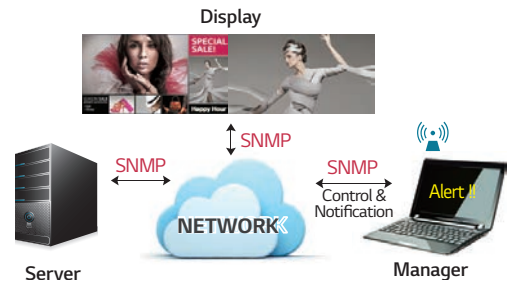 Display
SPECIAL
SALE!
Happy Hour
SNMP
SNMP
SNMP
Control &
Notification
Alert !!
NETWORK
Server
Manager